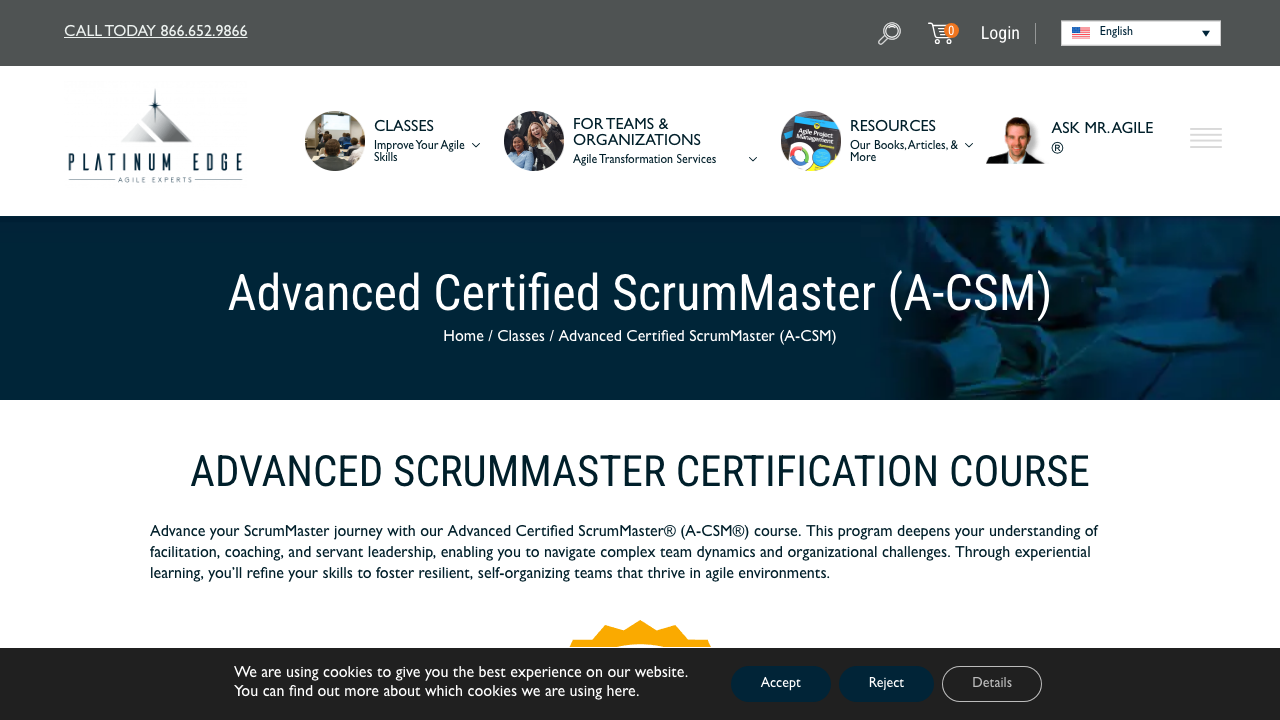 CALL TODAY 866.652.9866
0
Login
English
PLATINUM EDGE
AGILE EXPERTS
CLASSES
Improve Your Agile
Skills
FOR TEAMS &
ORGANIZATIONS
Agile Transformation Services
Agile Project
Management
RESOURCES
Our Books, Articles, &
More
ASK MR. AGILE
®
Advanced Certified ScrumMaster (A-CSM)
Home / Classes / Advanced Certified ScrumMaster (A-CSM)
ADVANCED SCRUMMASTER CERTIFICATION COURSE
Advance your ScrumMaster journey with our Advanced Certified ScrumMaster® (A-CSM®) course. This program deepens your understanding of
facilitation, coaching, and servant leadership, enabling you to navigate complex team dynamics and organizational challenges. Through experiential
learning, you’ll refine your skills to foster resilient, self-organizing teams that thrive in agile environments.
We are using cookies to give you the best experience on our website.
You can find out more about which cookies we are using here.
Accept
Reject
Details